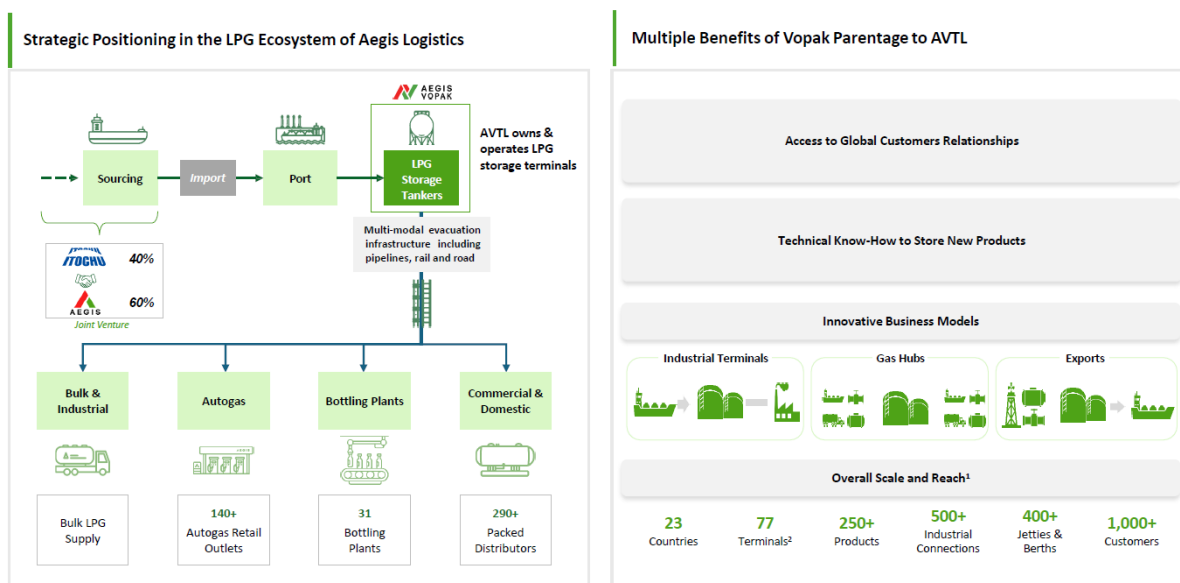 Strategic Positioning in the LPG Ecosystem of Aegis Logistics
AEGIS
VOPAK
AVTL owns &
operates LPG
storage terminals
Sourcing
Import
Port
LPG
Storage
Tankers
Multi-modal evacuation
infrastructure including
pipelines, rail and road
ITOCHU
40%
AEGIS
60%
Joint Venture
Bulk &
Industrial
Autogas
Bottling Plants
Commercial &
Domestic
Bulk LPG
Supply
140+
Autogas Retail
Outlets
31
Bottling
Plants
290+
Packed
Distributors
Multiple Benefits of Vopak Parentage to AVTL
Access to Global Customers Relationships
Technical Know-How to Store New Products
Innovative Business Models
Industrial Terminals
Gas Hubs
Exports
Overall Scale and Reach¹
23
Countries
77
Terminals²
250+
Products
500+
Industrial
Connections
400+
Jetties &
Berths
1,000+
Customers